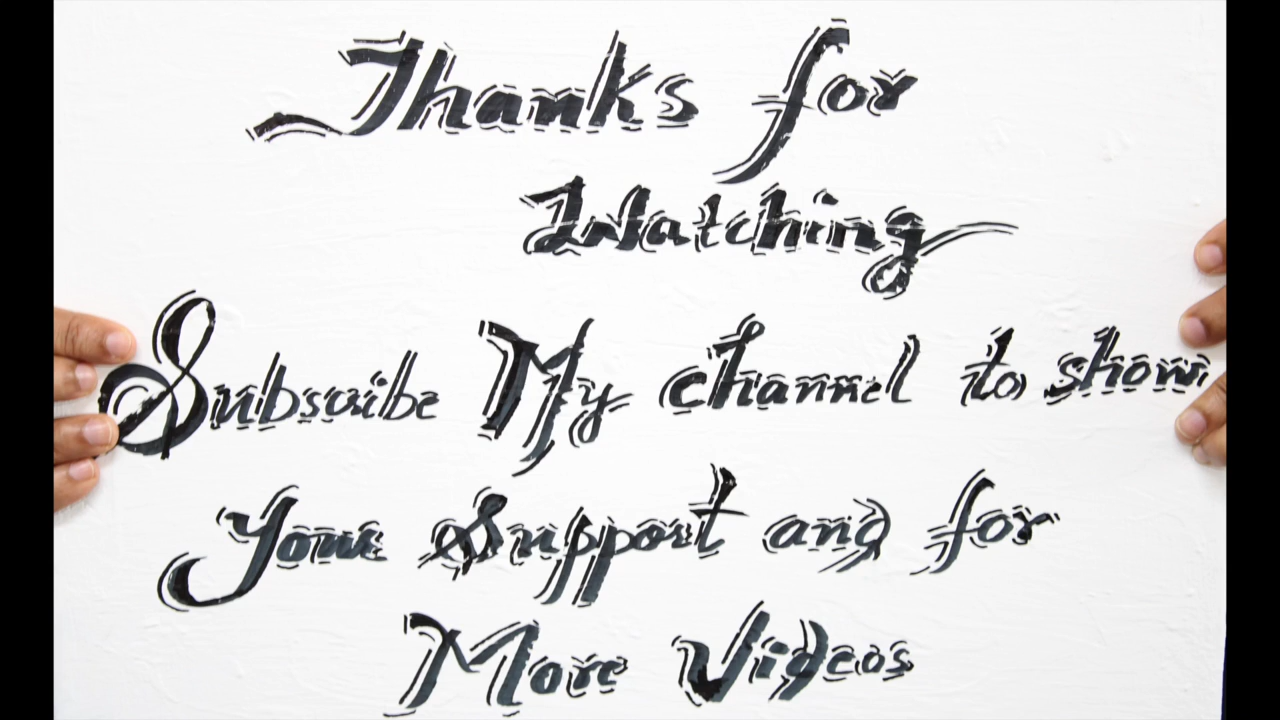 Thanks for
Watching
Subscribe My channel to show
Your Support and for
More Videos